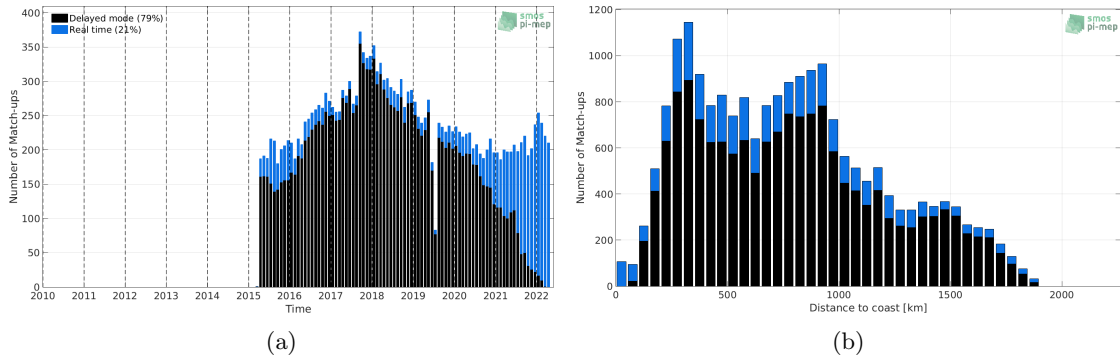 Delayed mode (79%)
Real time (21%)
smos
pi-mep
400
350
300
250
200
150
100
50
0
Number of Match-ups
2010 2011 2012 2013 2014 2015 2016 2017 2018 2019 2020 2021 2022
Time
(a)
smos
pi-mep
1200
1000
800
600
400
200
0
Number of Match-ups
0 500 1000 1500 2000
Distance to coast [km]
(b)